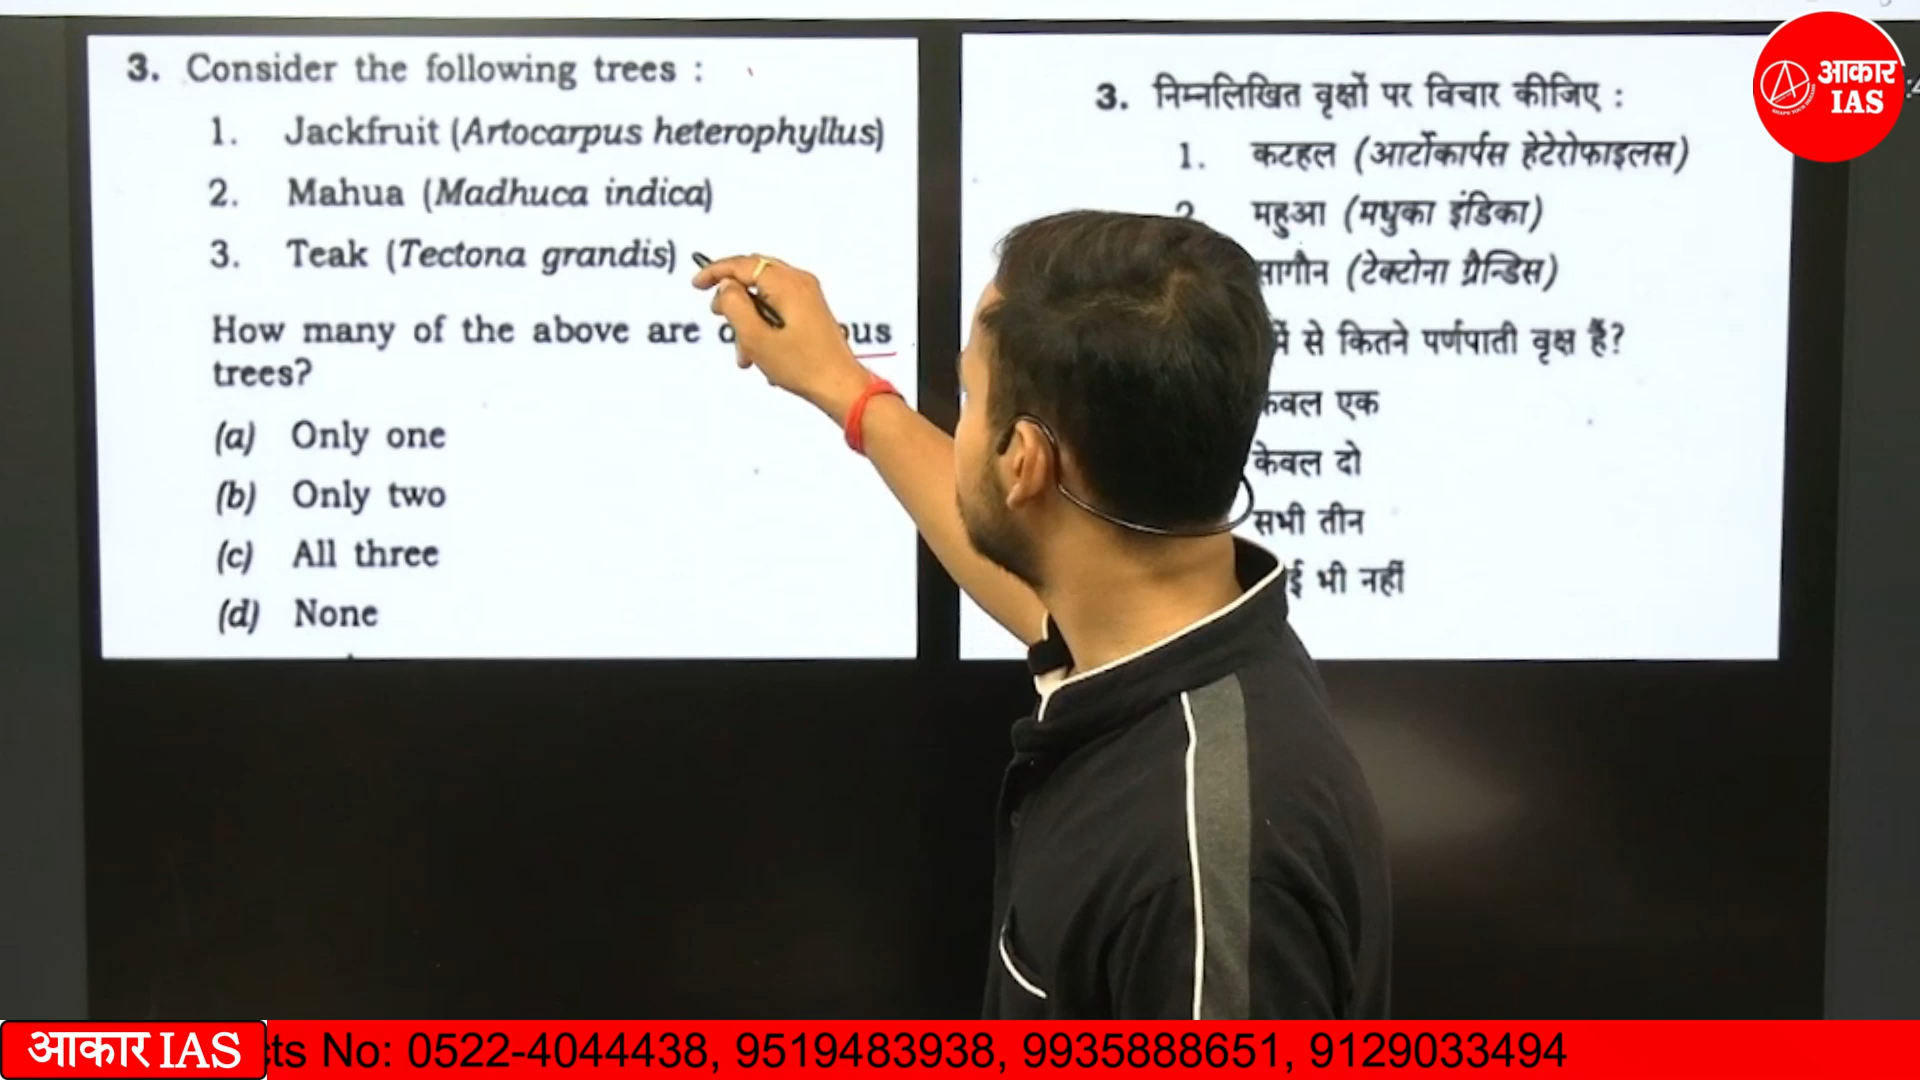 3. Consider the following trees :
1. Jackfruit (Artocarpus heterophyllus)
2. Mahua (Madhuca indica)
3. Teak (Tectona grandis)
How many of the above are
trees?
(a) Only one
(b) Only two
(c) All three
(d) None
3. निम्नलिखित वृक्षों पर विचार कीजिए :
1. कटहल (आर्टोकार्पस हेटेरोफाइलस)
महुआ (मधुका इंडिका)
सागौन (टेक्टोना ग्रैन्डिस)
में से कितने पर्णपाती वृक्ष हैं?
केवल एक
केवल दो
सभी तीन
भी नहीं
आकार
IAS
आकार IAS
cts No: 0522-4044438, 9519483938, 9935888651, 9129033494